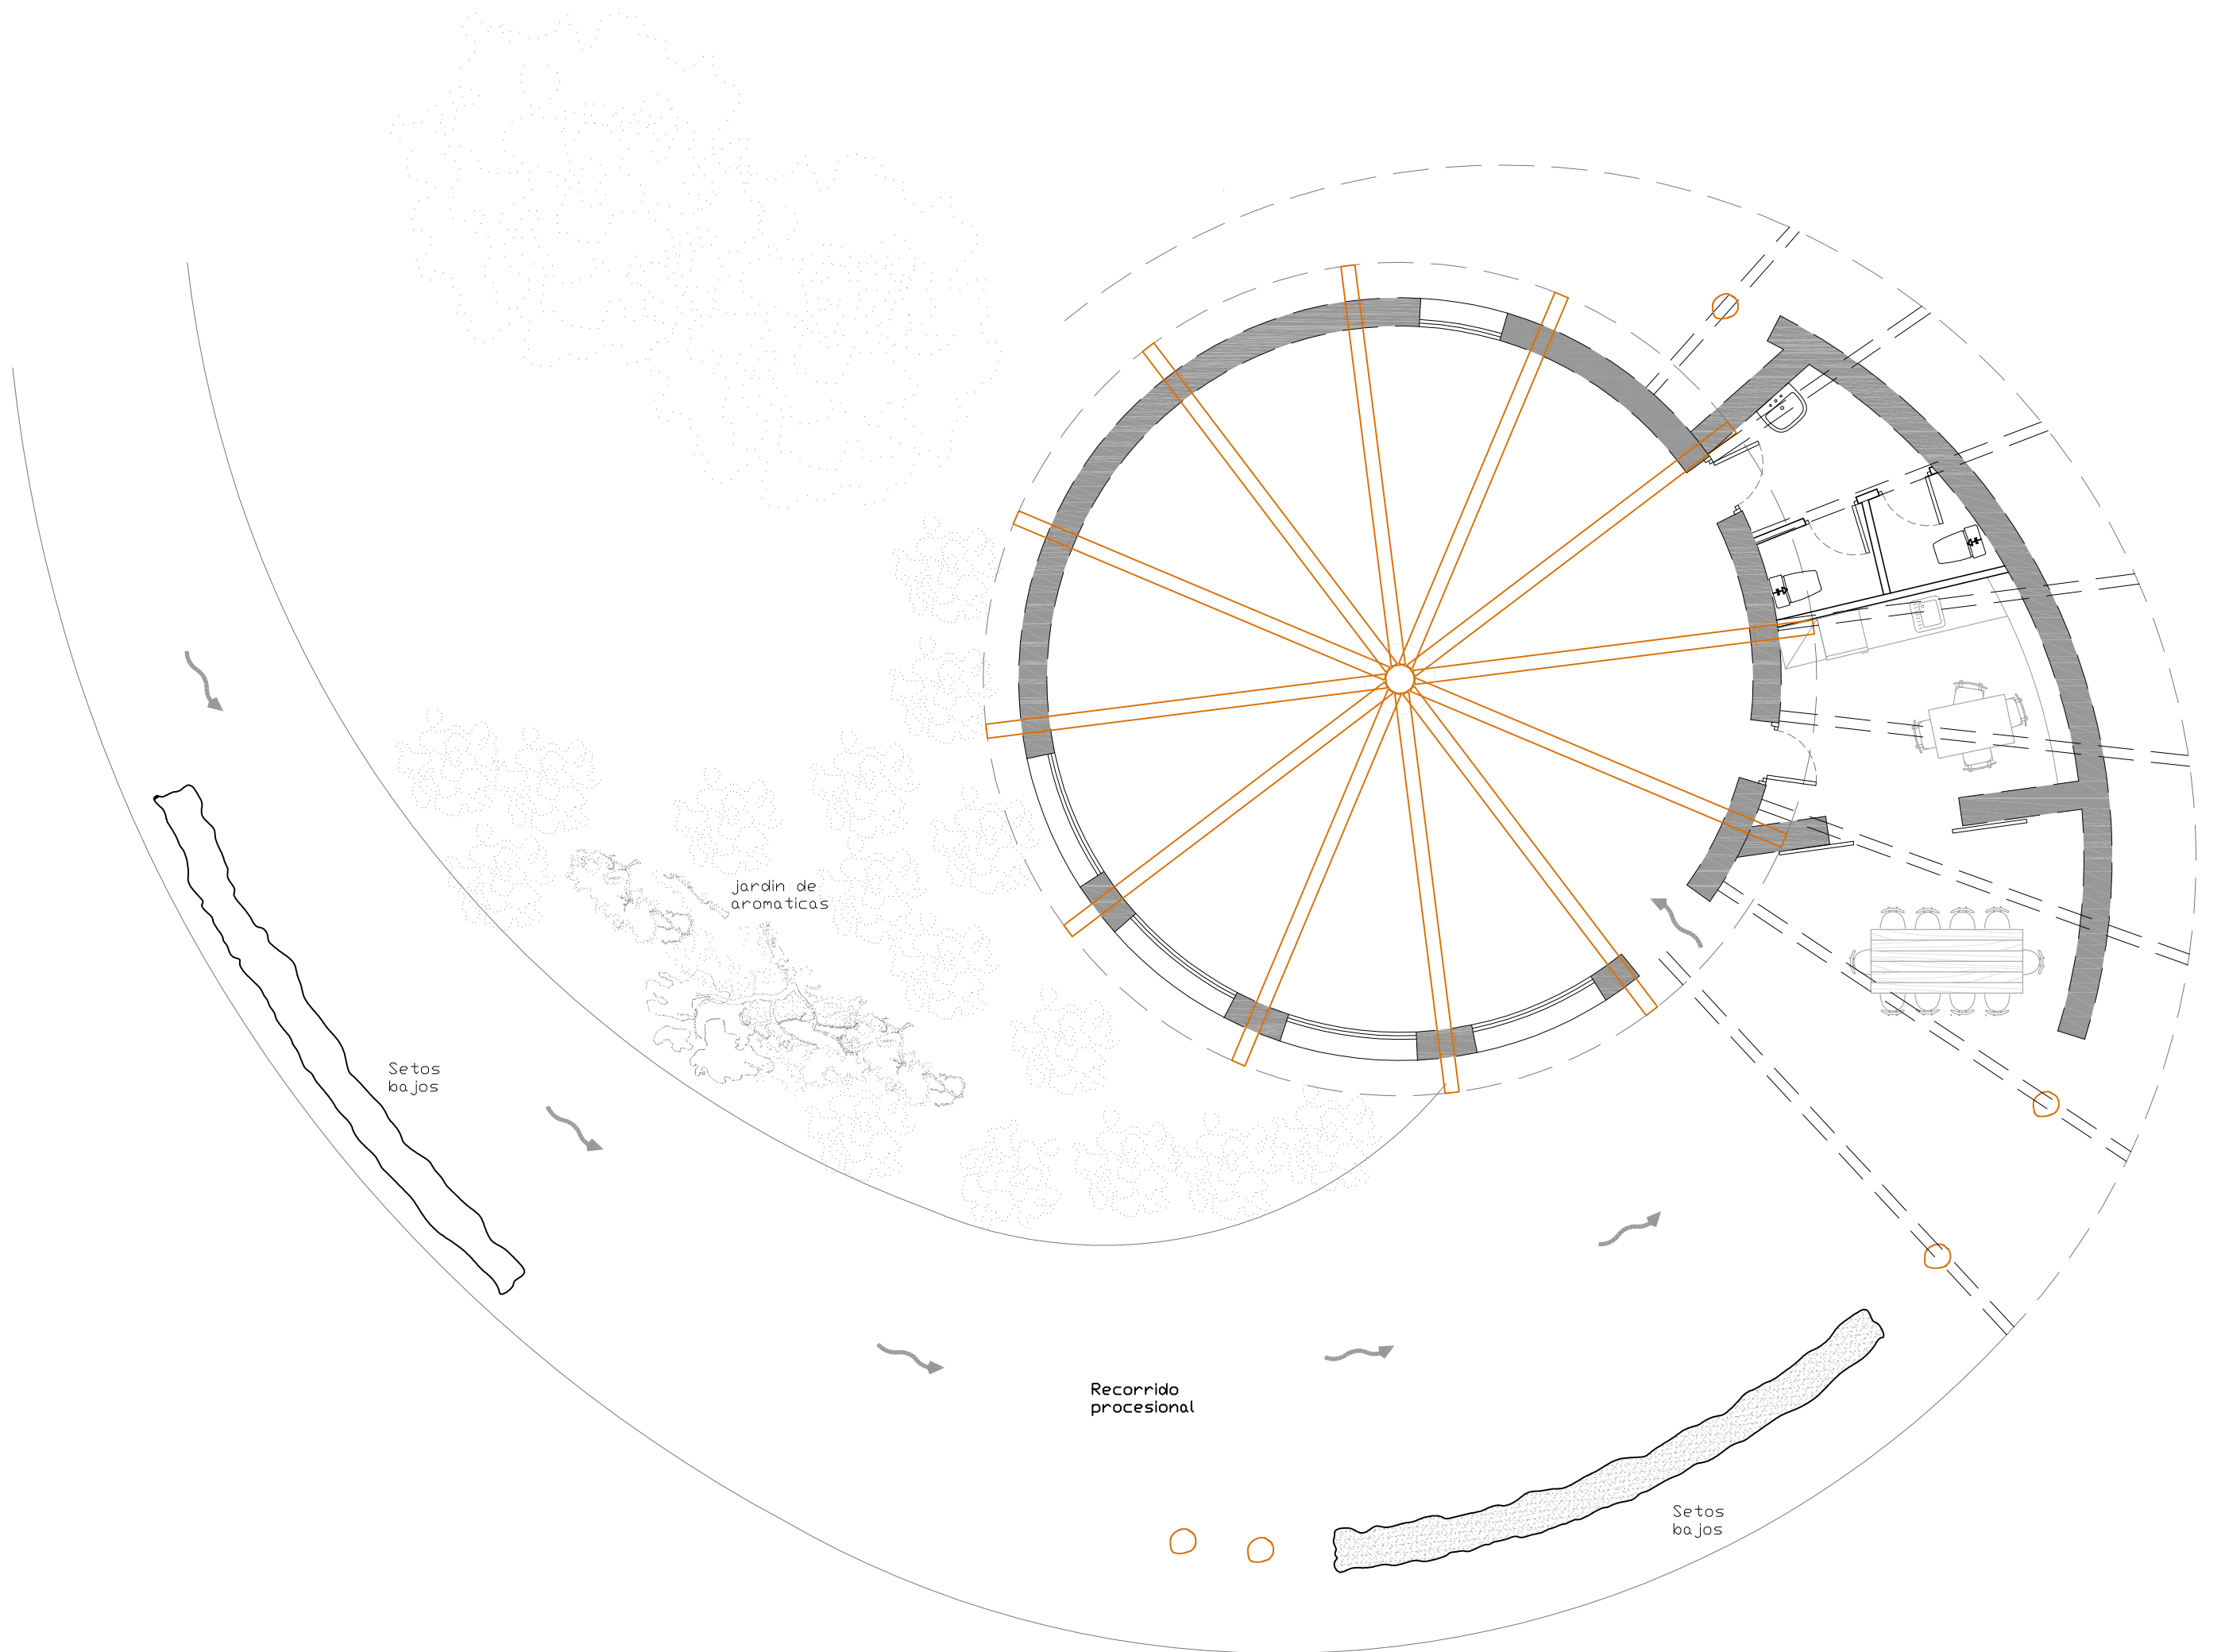 jardin de
aromaticas
Setos
bajos
Recorrido
procesional
Setos
bajos